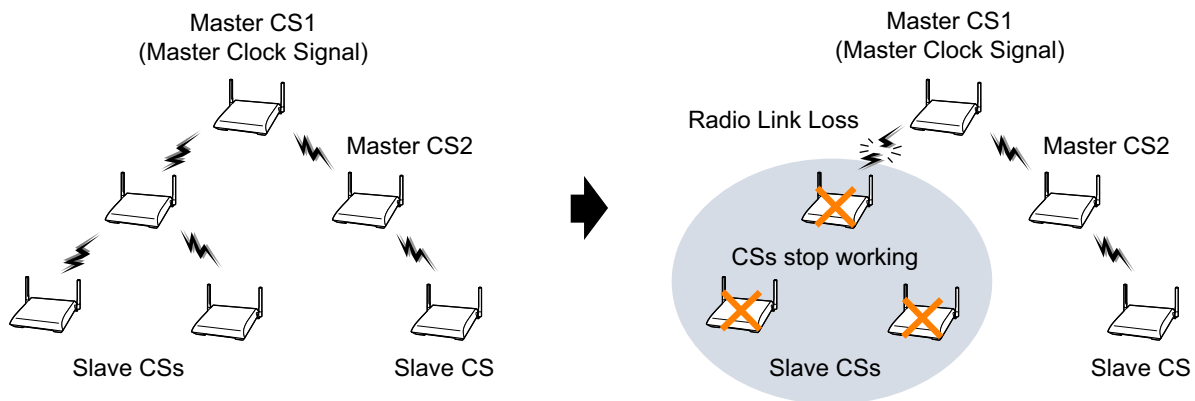 Master CS1
(Master Clock Signal)
Master CS2
Slave CSs
Slave CS
Master CS1
(Master Clock Signal)
Radio Link Loss
Master CS2
CSs stop working
Slave CSs
Slave CS